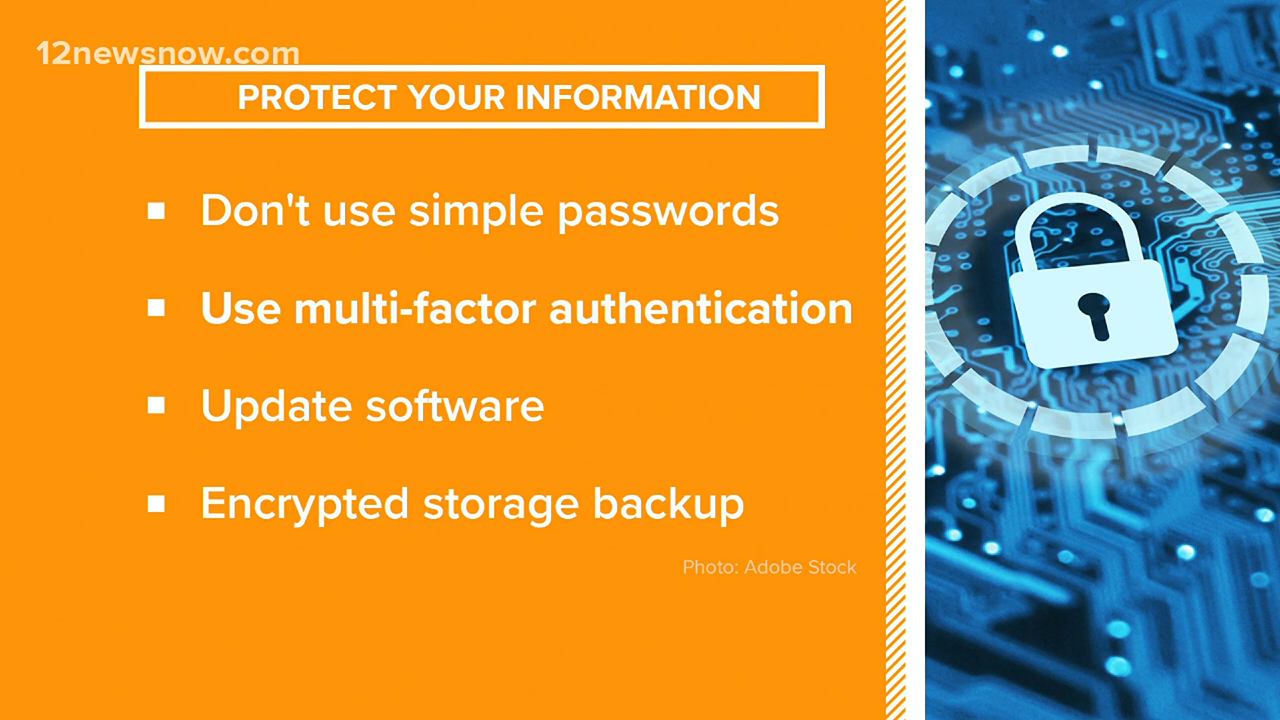 12newsnow.com
PROTECT YOUR INFORMATION
Don't use simple passwords
Use multi-factor authentication
Update software
Encrypted storage backup
Photo: Adobe Stock